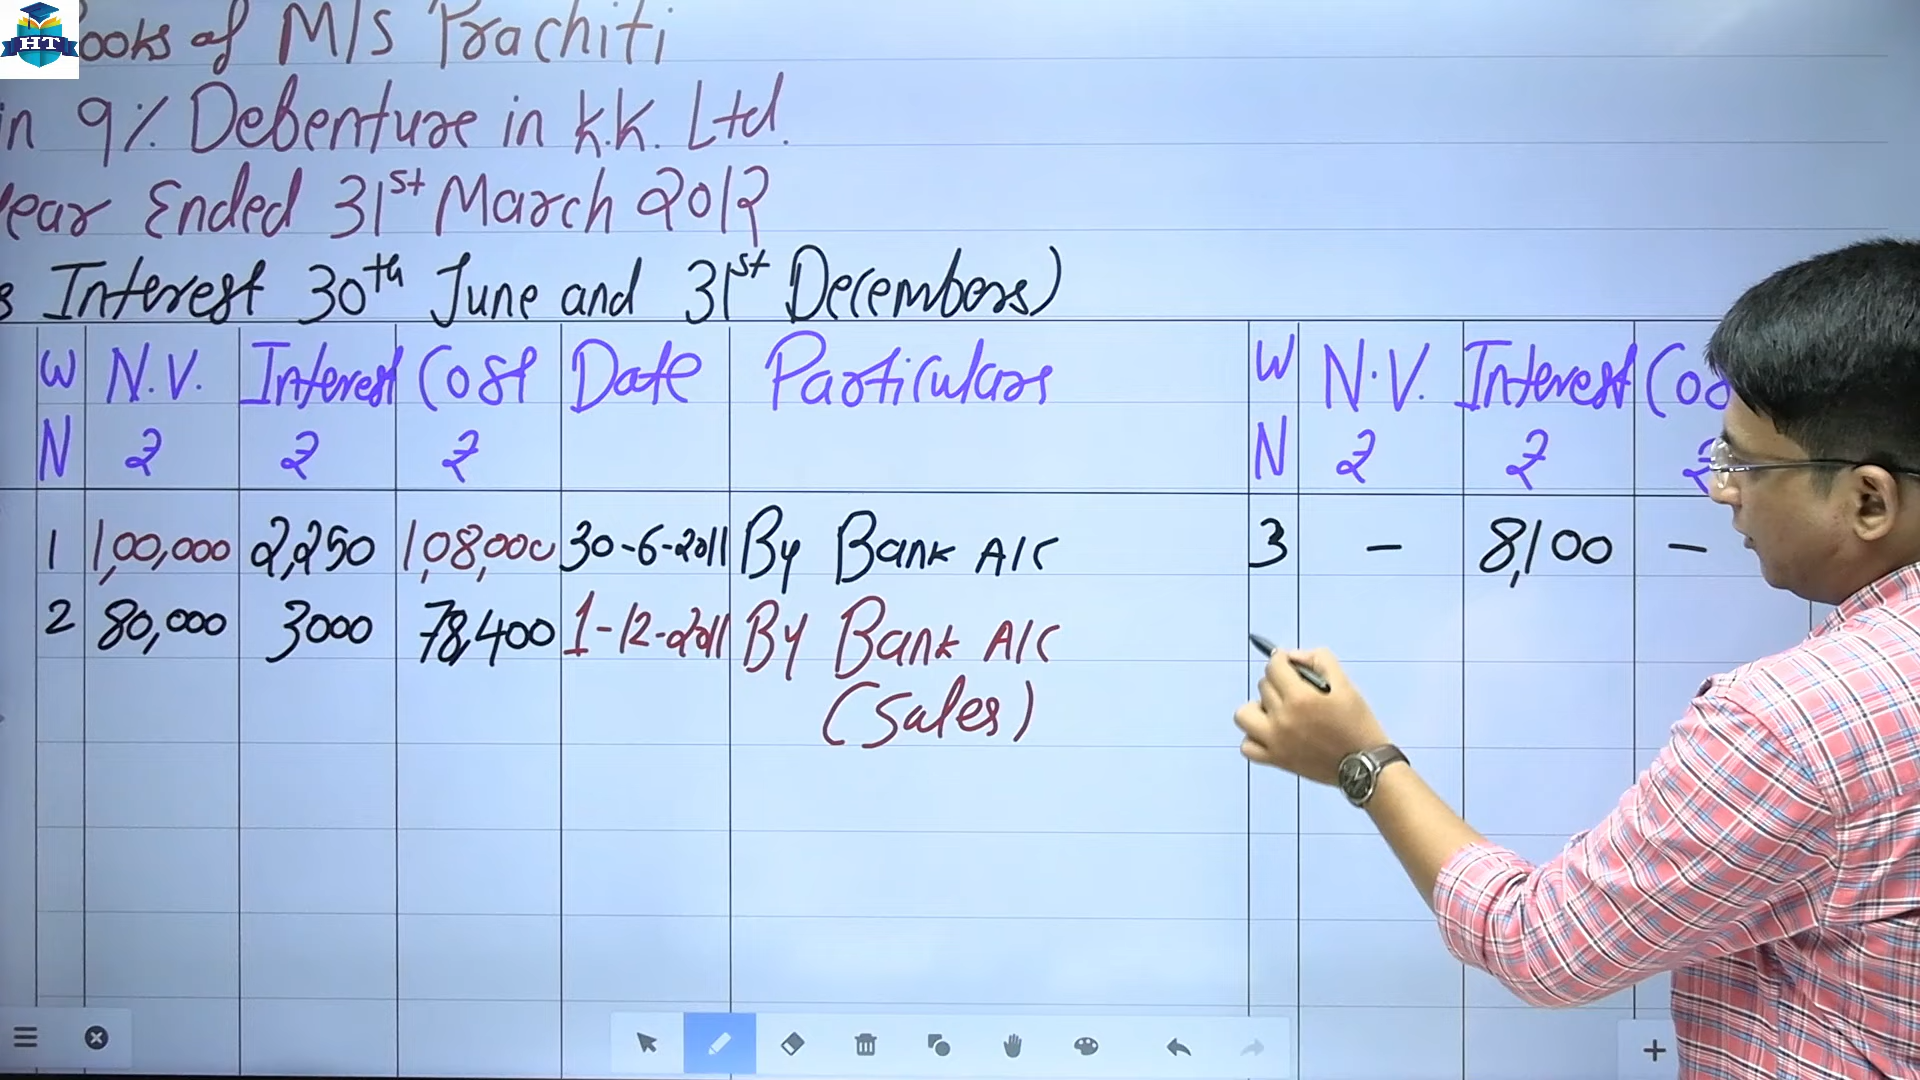 HT
ooks of M/S Prachiti
in 9% Debenture in K.K. Ltd.
Year Ended 31st March 2012
s Interest 30th June and 31st Decembers)
W N N.V. ₹ Interest ₹ Cost ₹ Date Particulars W N N.V. ₹ Interest ₹ Cos ₹
1 1,00,000 2,250 1,08,000 30-6-2011 By Bank A/C 3 - 8,100 -
2 80,000 3000 78,400 1-12-2011 By Bank A/C
(Sales)